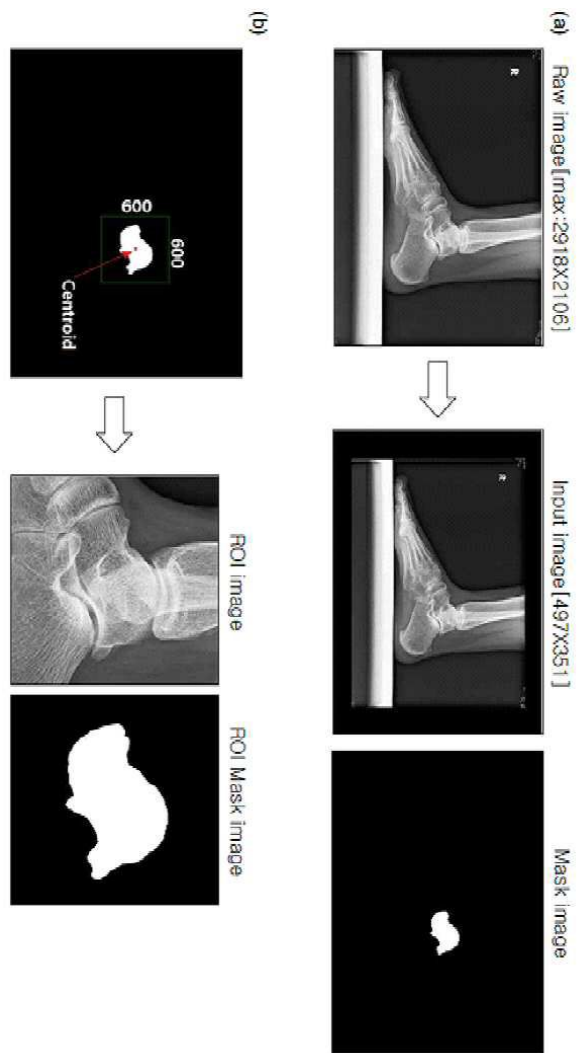 (a)
Raw image[max:2918X2106]
Input image[497X351]
Mask image
R
R
(b)
600
600
Centroid
ROI image
ROI Mask image